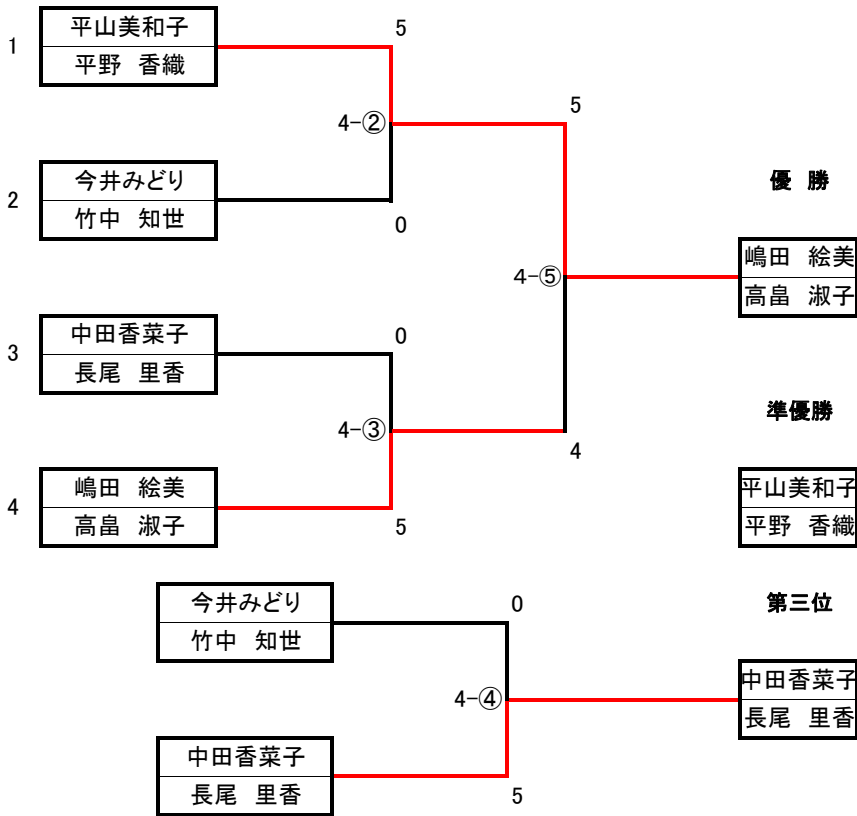 平山美和子
5
1
平野 香織
5
4-②
今井みどり
優 勝
2
竹中 知世
0
嶋田 絵美
4-⑤
高畠 淑子
中田香菜子
0
3
長尾 里香
準優勝
4-③
4
嶋田 絵美
平山美和子
4
高畠 淑子
5
平野 香織
今井みどり
0
第三位
竹中 知世
中田香菜子
4-④
長尾 里香
中田香菜子
長尾 里香
5